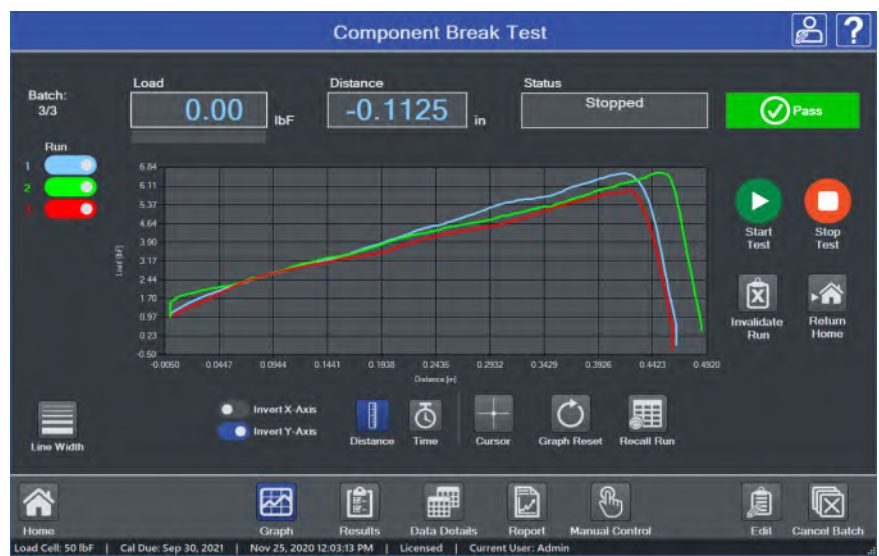 Component Break Test
?
Batch:
3/3
Load
0.00
lbF
Distance
-0.1125
in
Status
Stopped
Pass
Run
1
2
3
6.84
6.11
5.37
4.64
3.90
3.17
2.44
1.70
0.97
0.23
-0.50
Load [lbF]
-0.0050 0.0447 0.0944 0.1441 0.1938 0.2435 0.2932 0.3429 0.3926 0.4423 0.4920
Distance [in]
Start
Test
Stop
Test
Invalidate
Run
Return
Home
Line Width
Invert X-Axis
Invert Y-Axis
Distance
Time
Cursor
Graph Reset
Recall Run
Home
Graph
Results
Data Details
Report
Manual Control
Edit
Cancel Batch
Load Cell: 50 lbF | Cal Due: Sep 30, 2021 | Nov 25, 2020 12:03:13 PM | Licensed | Current User: Admin